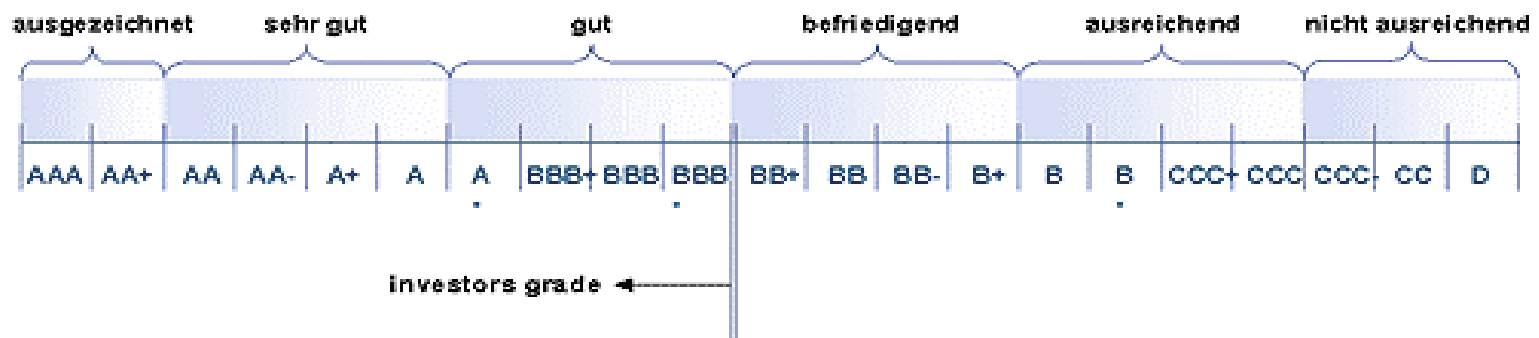 ausgezeichnet sehr gut gut befriedigend ausreichend nicht ausreichend
AAA AA+ AA AA- A+ A A BBB+ BBB BBB BB+ BB BB- B+ B B CCC+ CCC CCC- CC D
- - -
investors grade